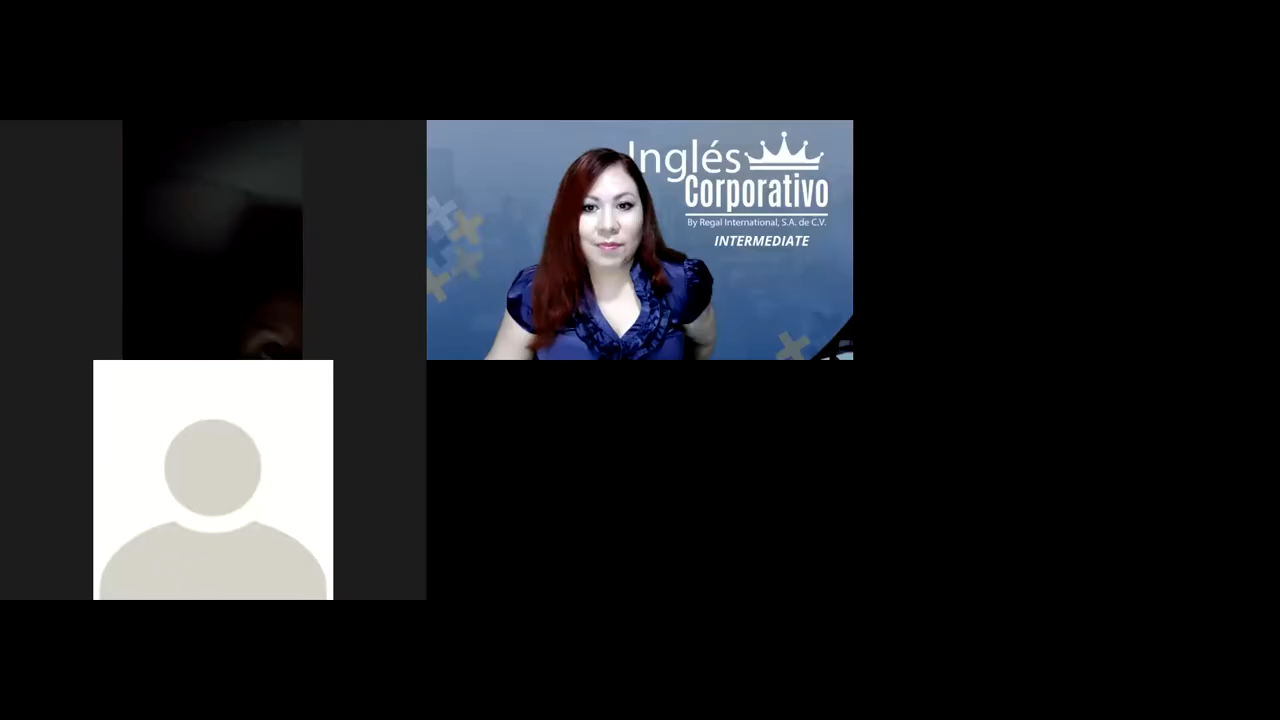 Inglés
Corporativo
By Regal International, S.A. de C.V.
INTERMEDIATE